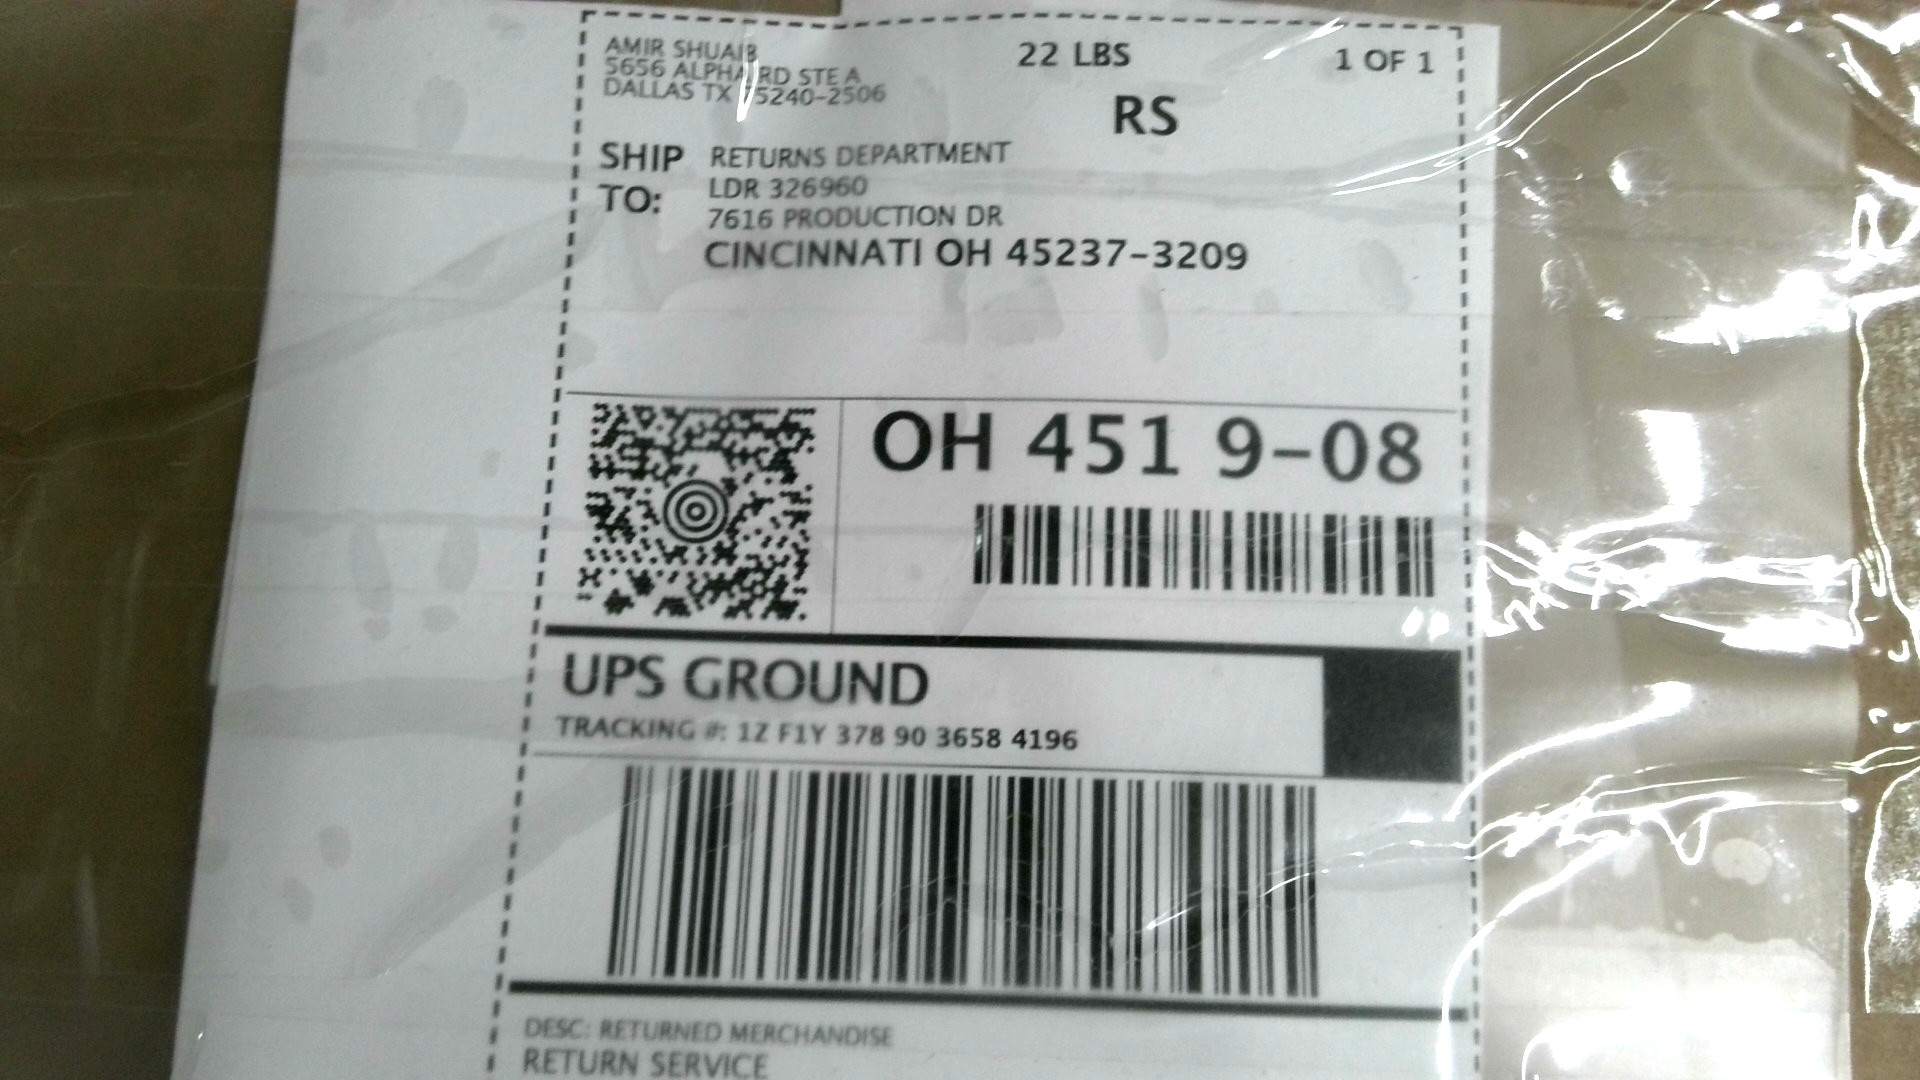 AMIR SHUAIB
5656 ALPHA RD STE A
DALLAS TX 75240-2506
22 LBS
1 OF 1
RS
SHIP TO:
RETURNS DEPARTMENT
LDR 326960
7616 PRODUCTION DR
CINCINNATI OH 45237-3209
OH 451 9-08
UPS GROUND
TRACKING #: 1Z F1Y 378 90 3658 4196
DESC: RETURNED MERCHANDISE
RETURN SERVICE